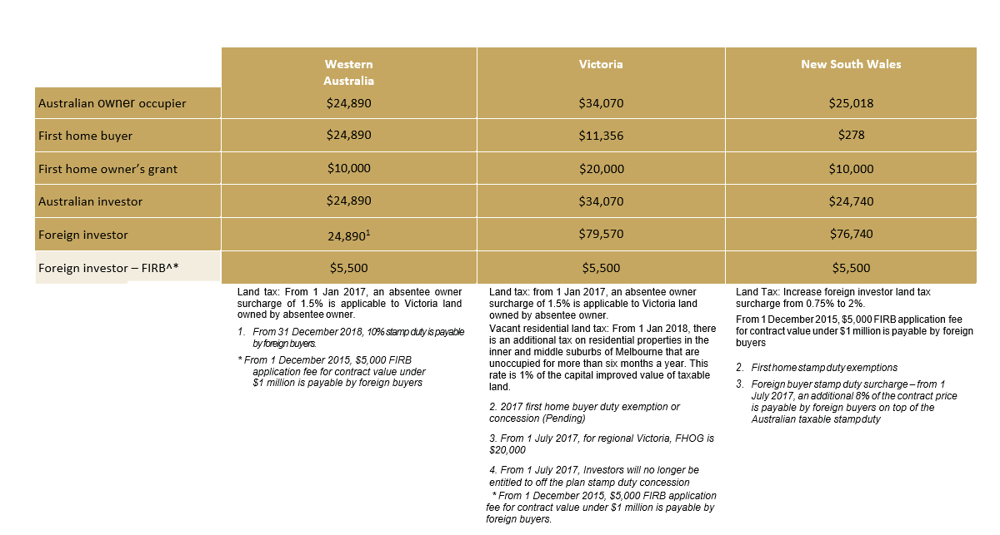 Western
Australia
Victoria
New South Wales
Australian owner occupier
$24,890
$34,070
$25,018
First home buyer
$24,890
$11,356
$278
First home owner’s grant
$10,000
$20,000
$10,000
Australian investor
$24,890
$34,070
$24,740
Foreign investor
24,890¹
$79,570
$76,740
Foreign investor – FIRB^*
$5,500
$5,500
$5,500
Land tax: From 1 Jan 2017, an absentee owner
surcharge of 1.5% is applicable to Victoria land
owned by absentee owner.
1. From 31 December 2018, 10% stamp duty is payable
by foreign buyers.
* From 1 December 2015, $5,000 FIRB
application fee for contract value under
$1 million is payable by foreign buyers
Land tax: from 1 Jan 2017, an absentee owner
surcharge of 1.5% is applicable to Victoria land
owned by absentee owner.
Vacant residential land tax: From 1 Jan 2018, there
is an additional tax on residential properties in the
inner and middle suburbs of Melbourne that are
unoccupied for more than six months a year. This
rate is 1% of the capital improved value of taxable
land.
2. 2017 first home buyer duty exemption or
concession (Pending)
3. From 1 July 2017, for regional Victoria, FHOG is
$20,000
4. From 1 July 2017, Investors will no longer be
entitled to off the plan stamp duty concession
* From 1 December 2015, $5,000 FIRB application
fee for contract value under $1 million is payable by
foreign buyers.
Land Tax: Increase foreign investor land tax
surcharge from 0.75% to 2%.
From 1 December 2015, $5,000 FIRB application fee
for contract value under $1 million is payable by foreign
buyers
2. First home stamp duty exemptions
3. Foreign buyer stamp duty surcharge – from 1
July 2017, an additional 8% of the contract price
is payable by foreign buyers on top of the
Australian taxable stamp duty